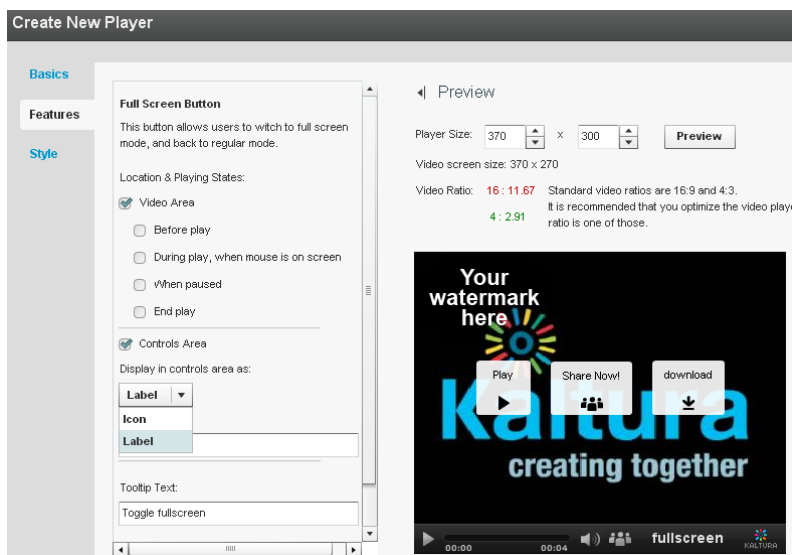 Create New Player
Basics
Features
Style
Full Screen Button
This button allows users to witch to full screen
mode, and back to regular mode.
Location & Playing States:
Video Area
Before play
During play, when mouse is on screen
When paused
End play
Controls Area
Display in controls area as:
Label
Icon
Label
Tooltip Text:
Toggle fullscreen
Preview
Player Size: 370 x 300 Preview
Video screen size: 370 x 270
Video Ratio: 16 : 11.67 Standard video ratios are 16:9 and 4:3.
It is recommended that you optimize the video playe
4 : 2.91 ratio is one of those.
Your
watermark
here
Play Share Now! download
Kaltura
creating together
00:00 00:04 fullscreen KALTURA